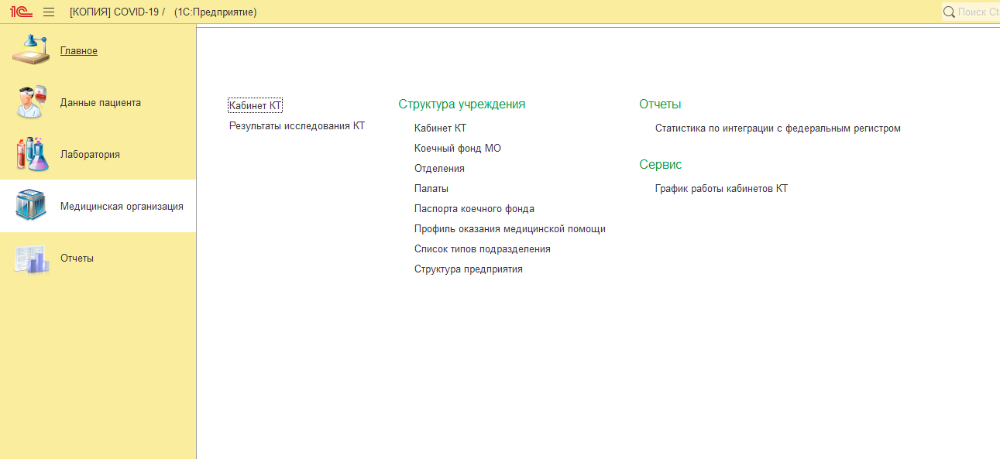 1С [КОПИЯ] COVID-19 / (1С:Предприятие) Поиск Ct
Главное
Данные пациента
Лаборатория
Медицинская организация
Отчеты
Кабинет КТ
Результаты исследования КТ
Структура учреждения
Кабинет КТ
Коечный фонд МО
Отделения
Палаты
Паспорта коечного фонда
Профиль оказания медицинской помощи
Список типов подразделения
Структура предприятия
Отчеты
Статистика по интеграции с федеральным регистром
Сервис
График работы кабинетов КТ